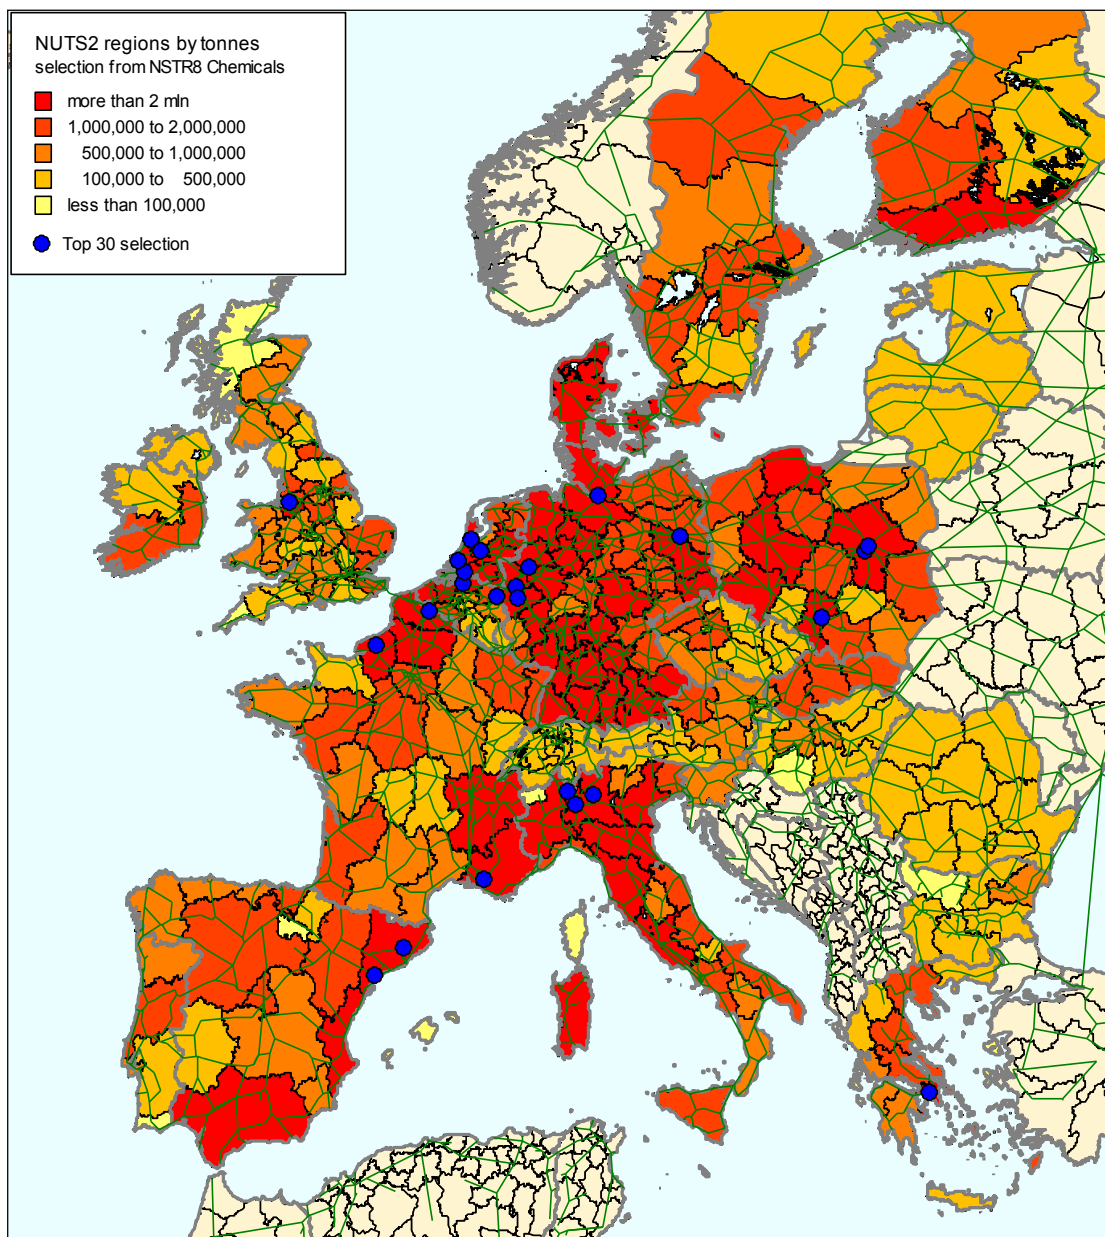 NUTS2 regions by tonnes
selection from NSTR8 Chemicals
more than 2 mln
1,000,000 to 2,000,000
500,000 to 1,000,000
100,000 to 500,000
less than 100,000
Top 30 selection